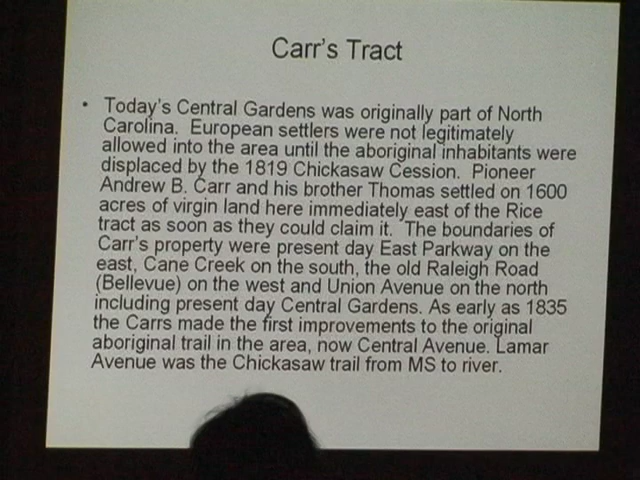 Carr's Tract
• Today's Central Gardens was originally part of North
Carolina.  European settlers were not legitimately
allowed into the area until the aboriginal inhabitants were
displaced by the 1819 Chickasaw Cession.  Pioneer
Andrew B. Carr and his brother Thomas settled on 1600
acres of virgin land here immediately east of the Rice
tract as soon as they could claim it.  The boundaries of
Carr's property were present day East Parkway on the
east, Cane Creek on the south, the old Raleigh Road
(Bellevue) on the west and Union Avenue on the north
including present day Central Gardens. As early as 1835
the Carrs made the first improvements to the original
aboriginal trail in the area, now Central Avenue. Lamar
Avenue was the Chickasaw trail from MS to river.